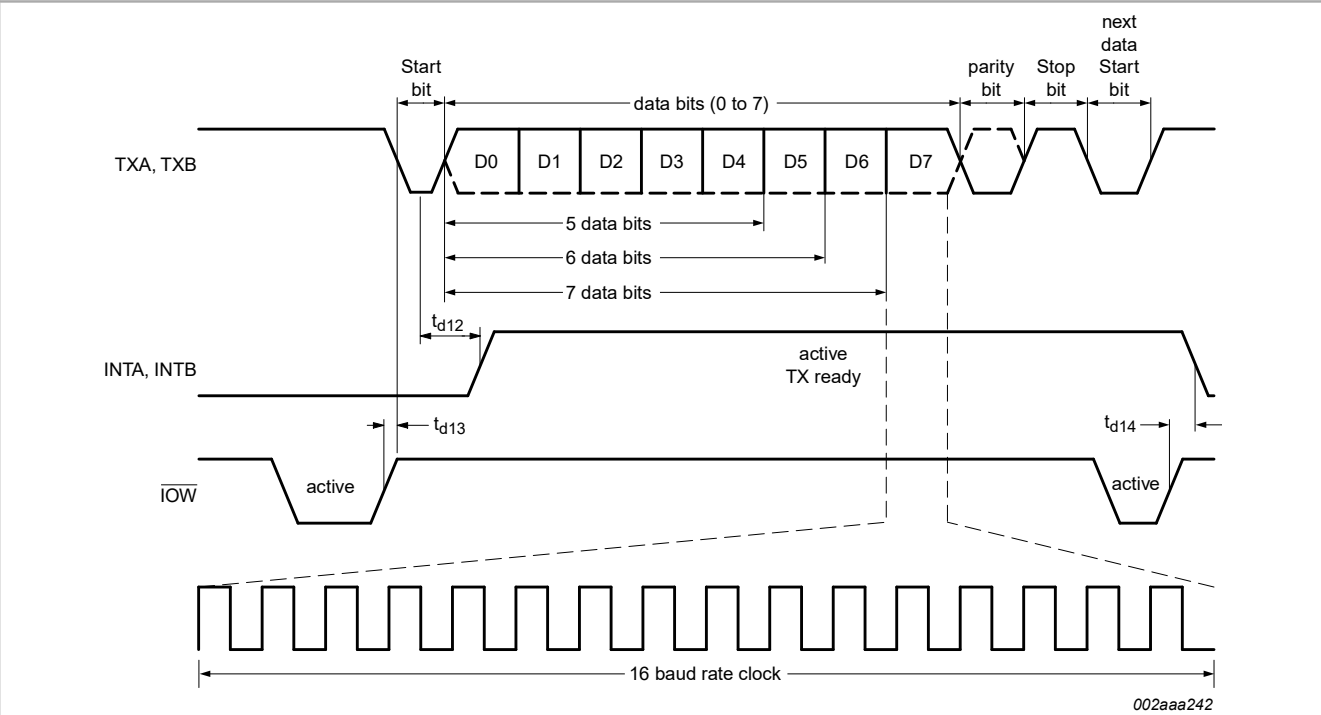 next
data
Start
bit
Start
bit
parity
bit
Stop
bit
data bits (0 to 7)
TXA, TXB
D0 D1 D2 D3 D4 D5 D6 D7
5 data bits
6 data bits
7 data bits
td12
INTA, INTB
active
TX ready
td13
td14
IOW
active
active
16 baud rate clock
002aaa242